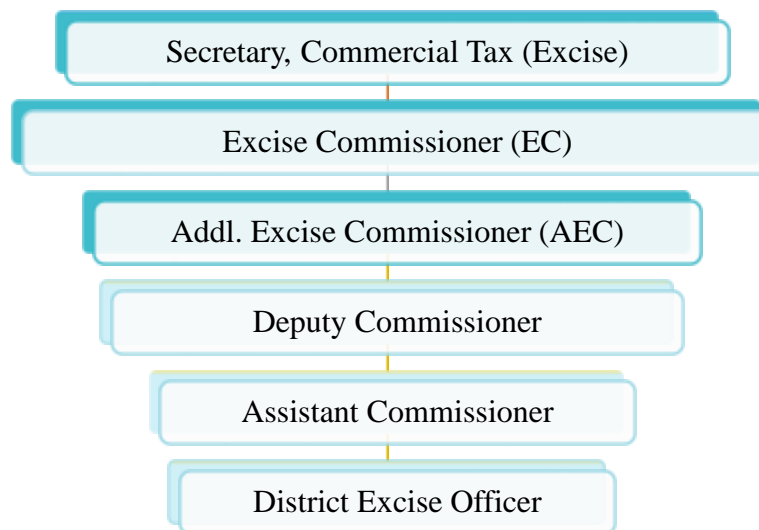 Secretary, Commercial Tax (Excise)
Excise Commissioner (EC)
Addl. Excise Commissioner (AEC)
Deputy Commissioner
Assistant Commissioner
District Excise Officer